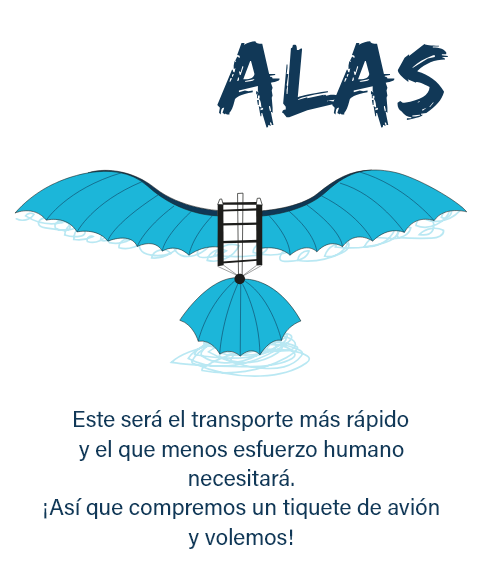 ALAS
Este será el transporte más rápido
y el que menos esfuerzo humano
necesitará.
¡Así que compremos un tiquete de avión
y volemos!